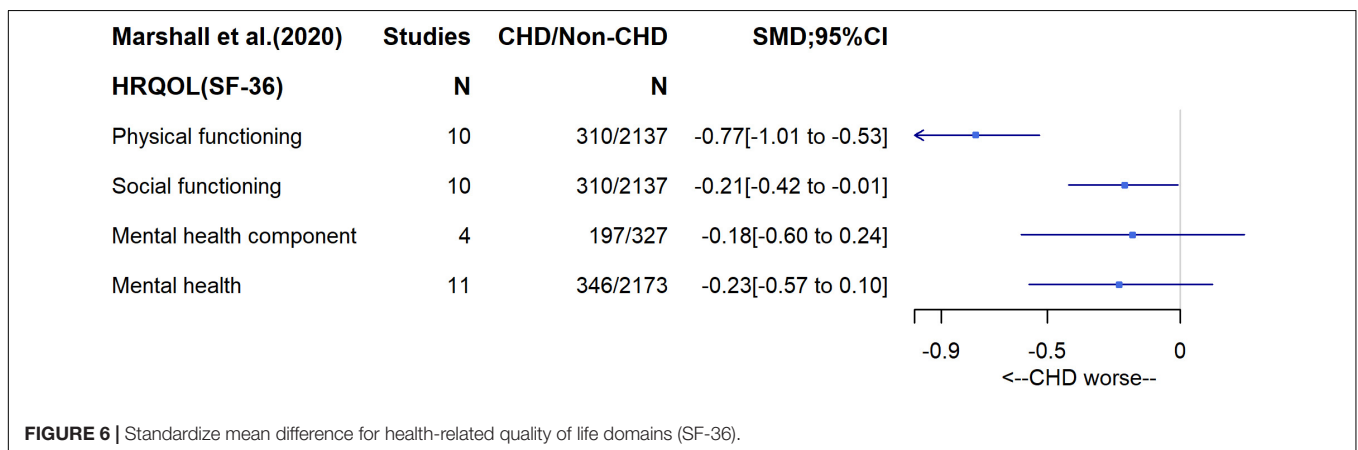 Marshall et al.(2020) Studies CHD/Non-CHD SMD;95%CI
HRQOL(SF-36) N N
Physical functioning 10 310/2137 -0.77[-1.01 to -0.53]
Social functioning 10 310/2137 -0.21[-0.42 to -0.01]
Mental health component 4 197/327 -0.18[-0.60 to 0.24]
Mental health 11 346/2173 -0.23[-0.57 to 0.10]
-0.9 -0.5 0
<--CHD worse--
FIGURE 6 | Standardize mean difference for health-related quality of life domains (SF-36).